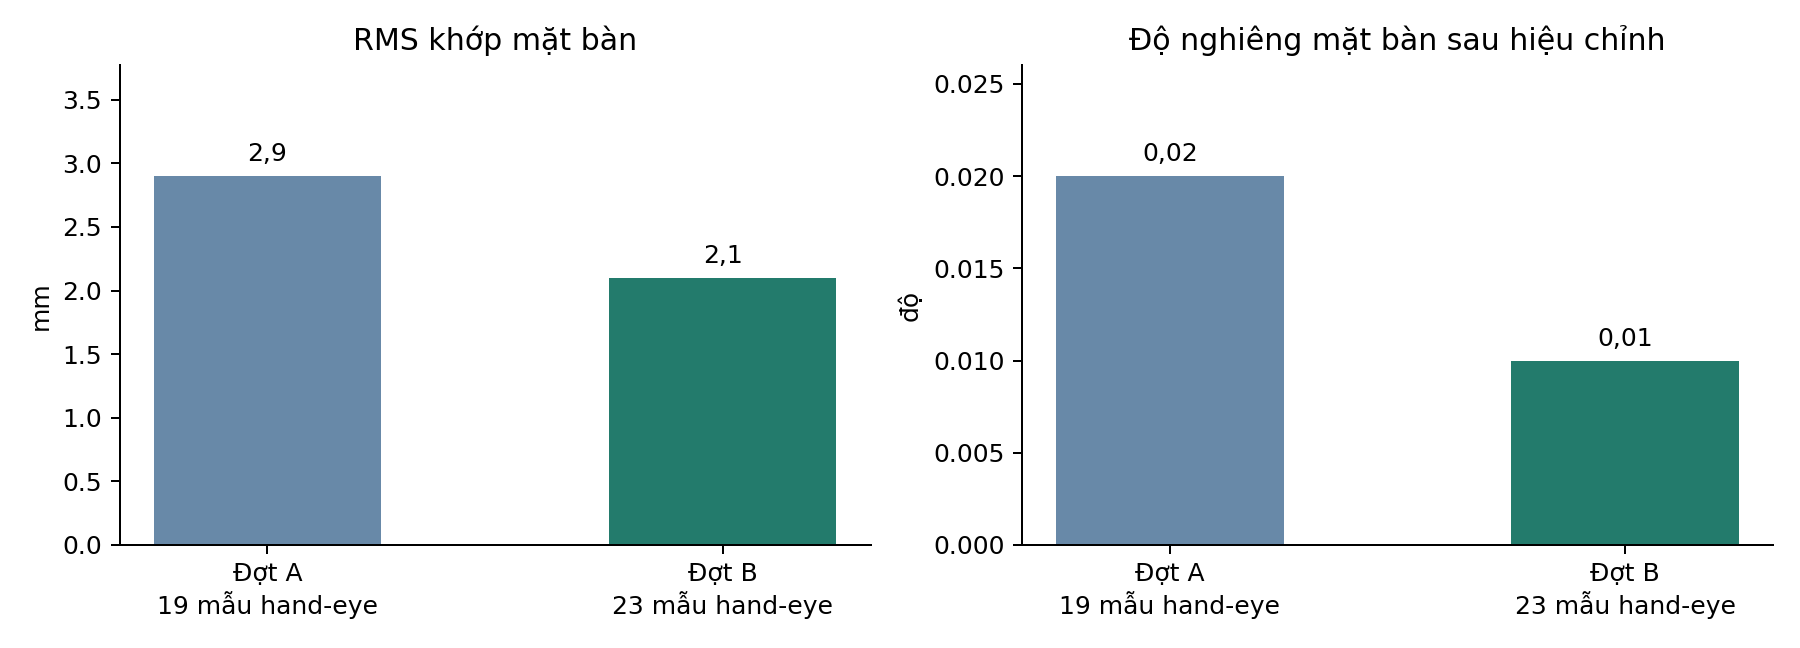 RMS khớp mặt bàn
mm
3.5
3.0
2.5
2.0
1.5
1.0
0.5
0.0
2,9
2,1
Đợt A
19 mẫu hand-eye
Đợt B
23 mẫu hand-eye
Độ nghiêng mặt bàn sau hiệu chỉnh
độ
0.025
0.020
0.015
0.010
0.005
0.000
0,02
0,01
Đợt A
19 mẫu hand-eye
Đợt B
23 mẫu hand-eye